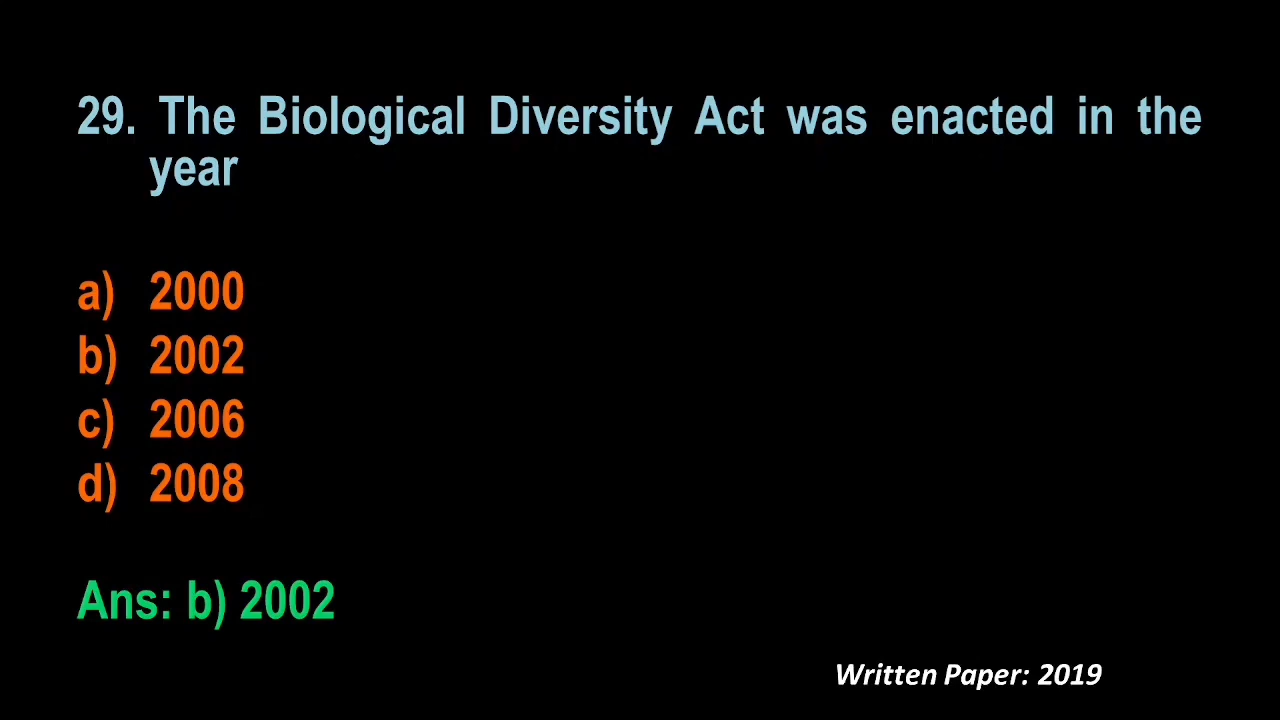 29. The Biological Diversity Act was enacted in the
year
a) 2000
b) 2002
c) 2006
d) 2008
Ans: b) 2002
Written Paper: 2019